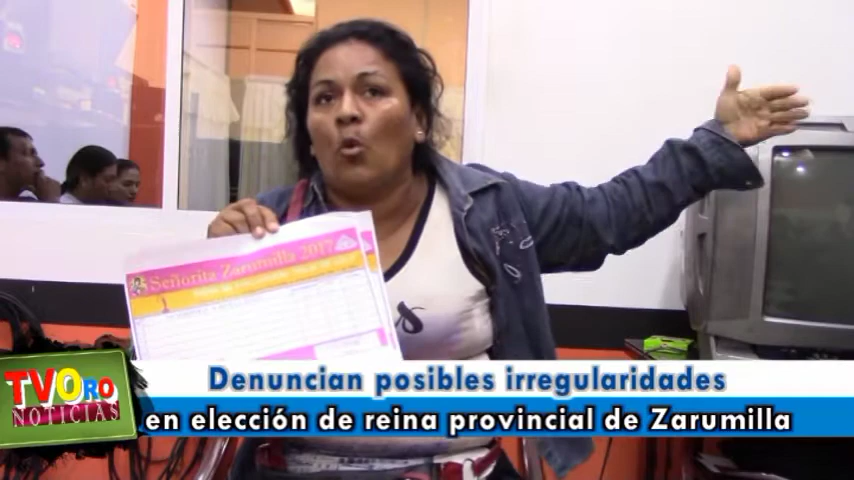 Señorita Zarumilla 2017
TVORO
NOTICIAS
Denuncian posibles irregularidades
en elección de reina provincial de Zarumilla